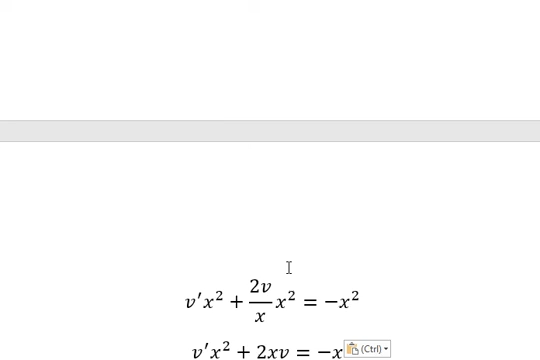 v′x² + 2v/x x² = −x²
v′x² + 2xv = −x (Ctrl)